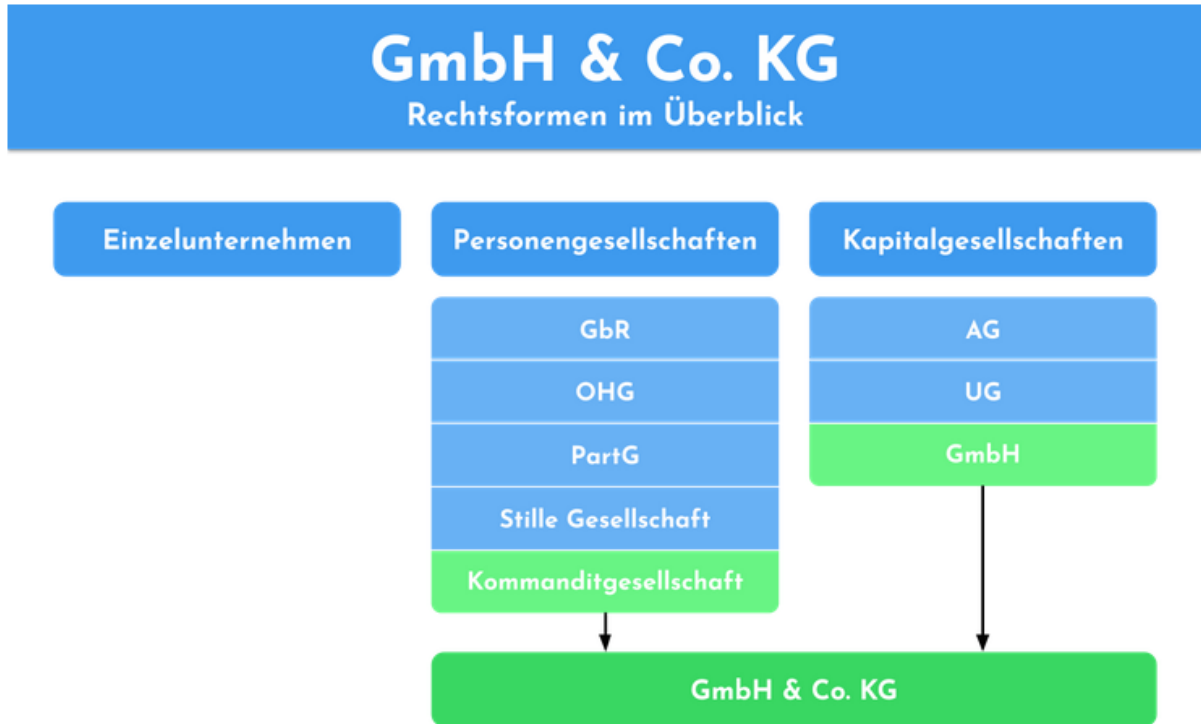 GmbH & Co. KG
Rechtsformen im Überblick
Einzelunternehmen
Personengesellschaften
Kapitalgesellschaften
GbR
OHG
PartG
Stille Gesellschaft
Kommanditgesellschaft
AG
UG
GmbH
GmbH & Co. KG